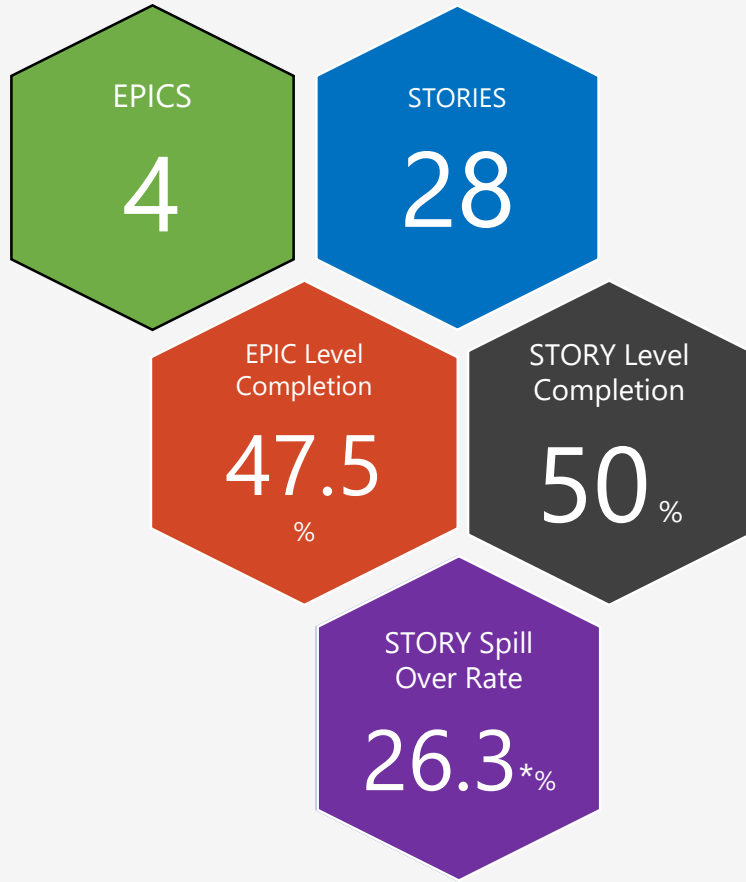 EPICS
4
STORIES
28
EPIC Level
Completion
47.5
%
STORY Level
Completion
50 %
STORY Spill
Over Rate
26.3*%